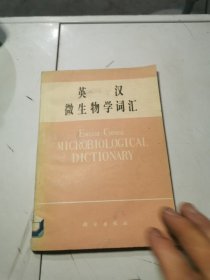 英 汉
微生物学词汇
ENGLISH CHINESE
MICROBIOLOGICAL
DICTIONARY